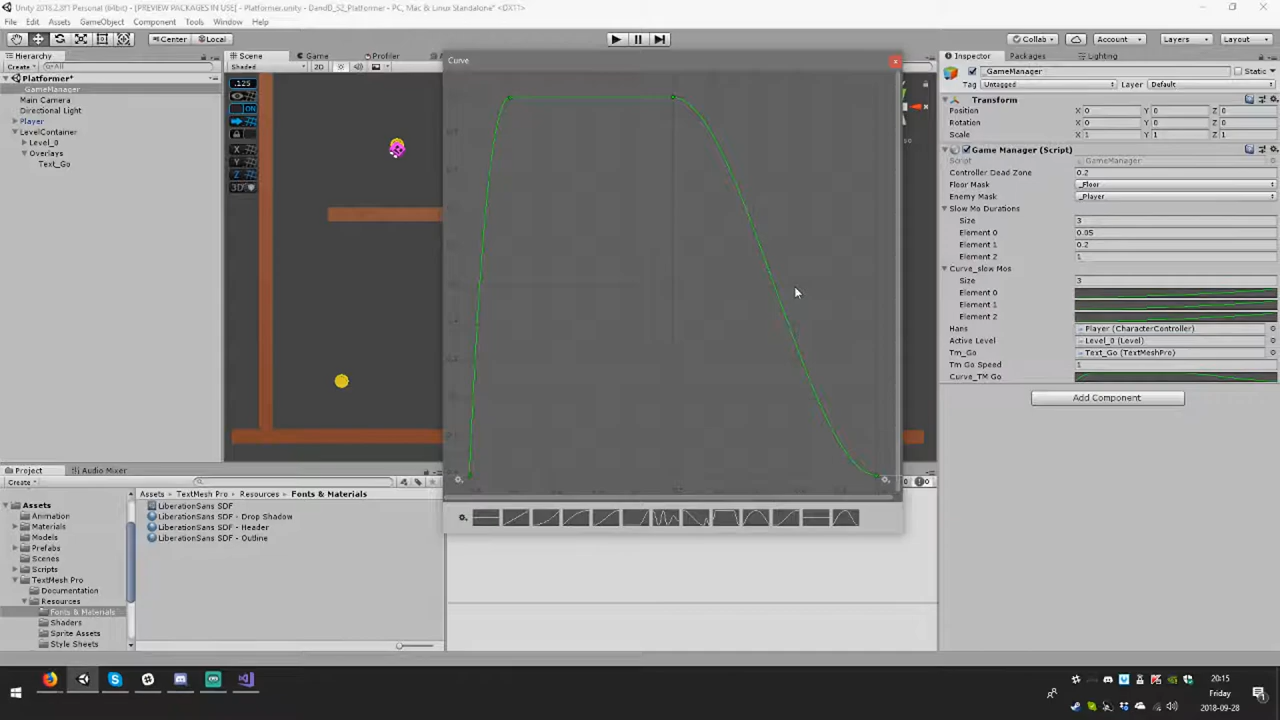 Unity 2018.2.8f1 Personal (64bit) - [PREVIEW PACKAGES IN USE] - Platformer.unity - DandD_S2_Platformer - PC, Mac & Linux Standalone* <DX11>
File Edit Assets GameObject Component Tools Window Help
Center Local
Collab Account Layers Layout
Hierarchy
Create All
Platformer*
_GameManager
Main Camera
Directional Light
Player
LevelContainer
Level_0
Overlays
Text_Go
Scene Game Profiler
Shaded 2D
.125
ON
X
Y
Z
3D
Curve
Inspector Packages Lighting
_GameManager Static
Tag Untagged Layer Default
Transform
Position X 0 Y 0 Z 0
Rotation X 0 Y 0 Z 0
Scale X 1 Y 1 Z 1
Game Manager (Script)
Script GameManager
Controller Dead Zone 0.2
Floor Mask _Floor
Enemy Mask _Player
Slow Mo Durations
Size 3
Element 0 0.05
Element 1 0.2
Element 2 1
Curve_slow Mos
Size 3
Element 0
Element 1
Element 2
Hans Player (CharacterController)
Active Level Level_0 (Level)
Tm_Go Text_Go (TextMeshPro)
Tm Go Speed 1
Curve_TM Go
Add Component
Project Audio Mixer
Create
Assets
Animation
Materials
Models
Prefabs
Scenes
Scripts
TextMesh Pro
Documentation
Resources
Fonts & Materials
Shaders
Sprite Assets
Style Sheets
Assets TextMesh Pro Resources Fonts & Materials
LiberationSans SDF
LiberationSans SDF - Drop Shadow
LiberationSans SDF - Header
LiberationSans SDF - Outline
20:15
Friday
2018-09-28